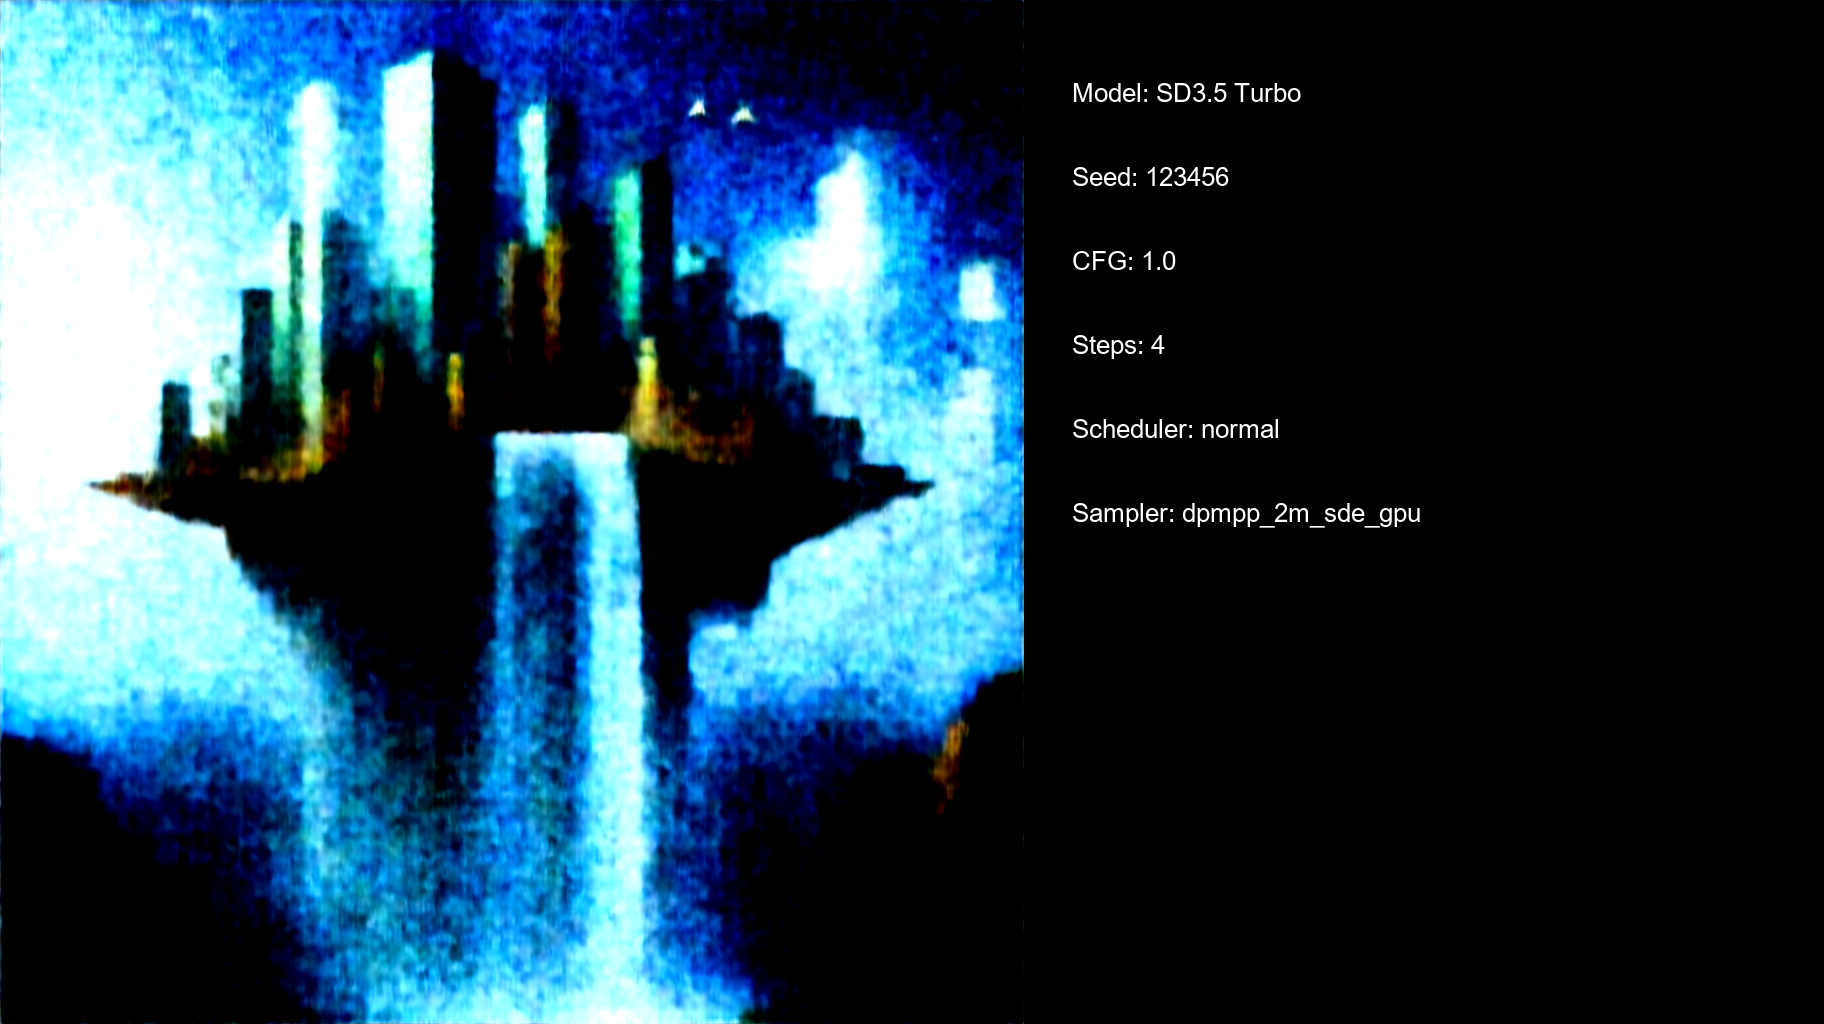 Model: SD3.5 Turbo
Seed: 123456
CFG: 1.0
Steps: 4
Scheduler: normal
Sampler: dpmpp_2m_sde_gpu